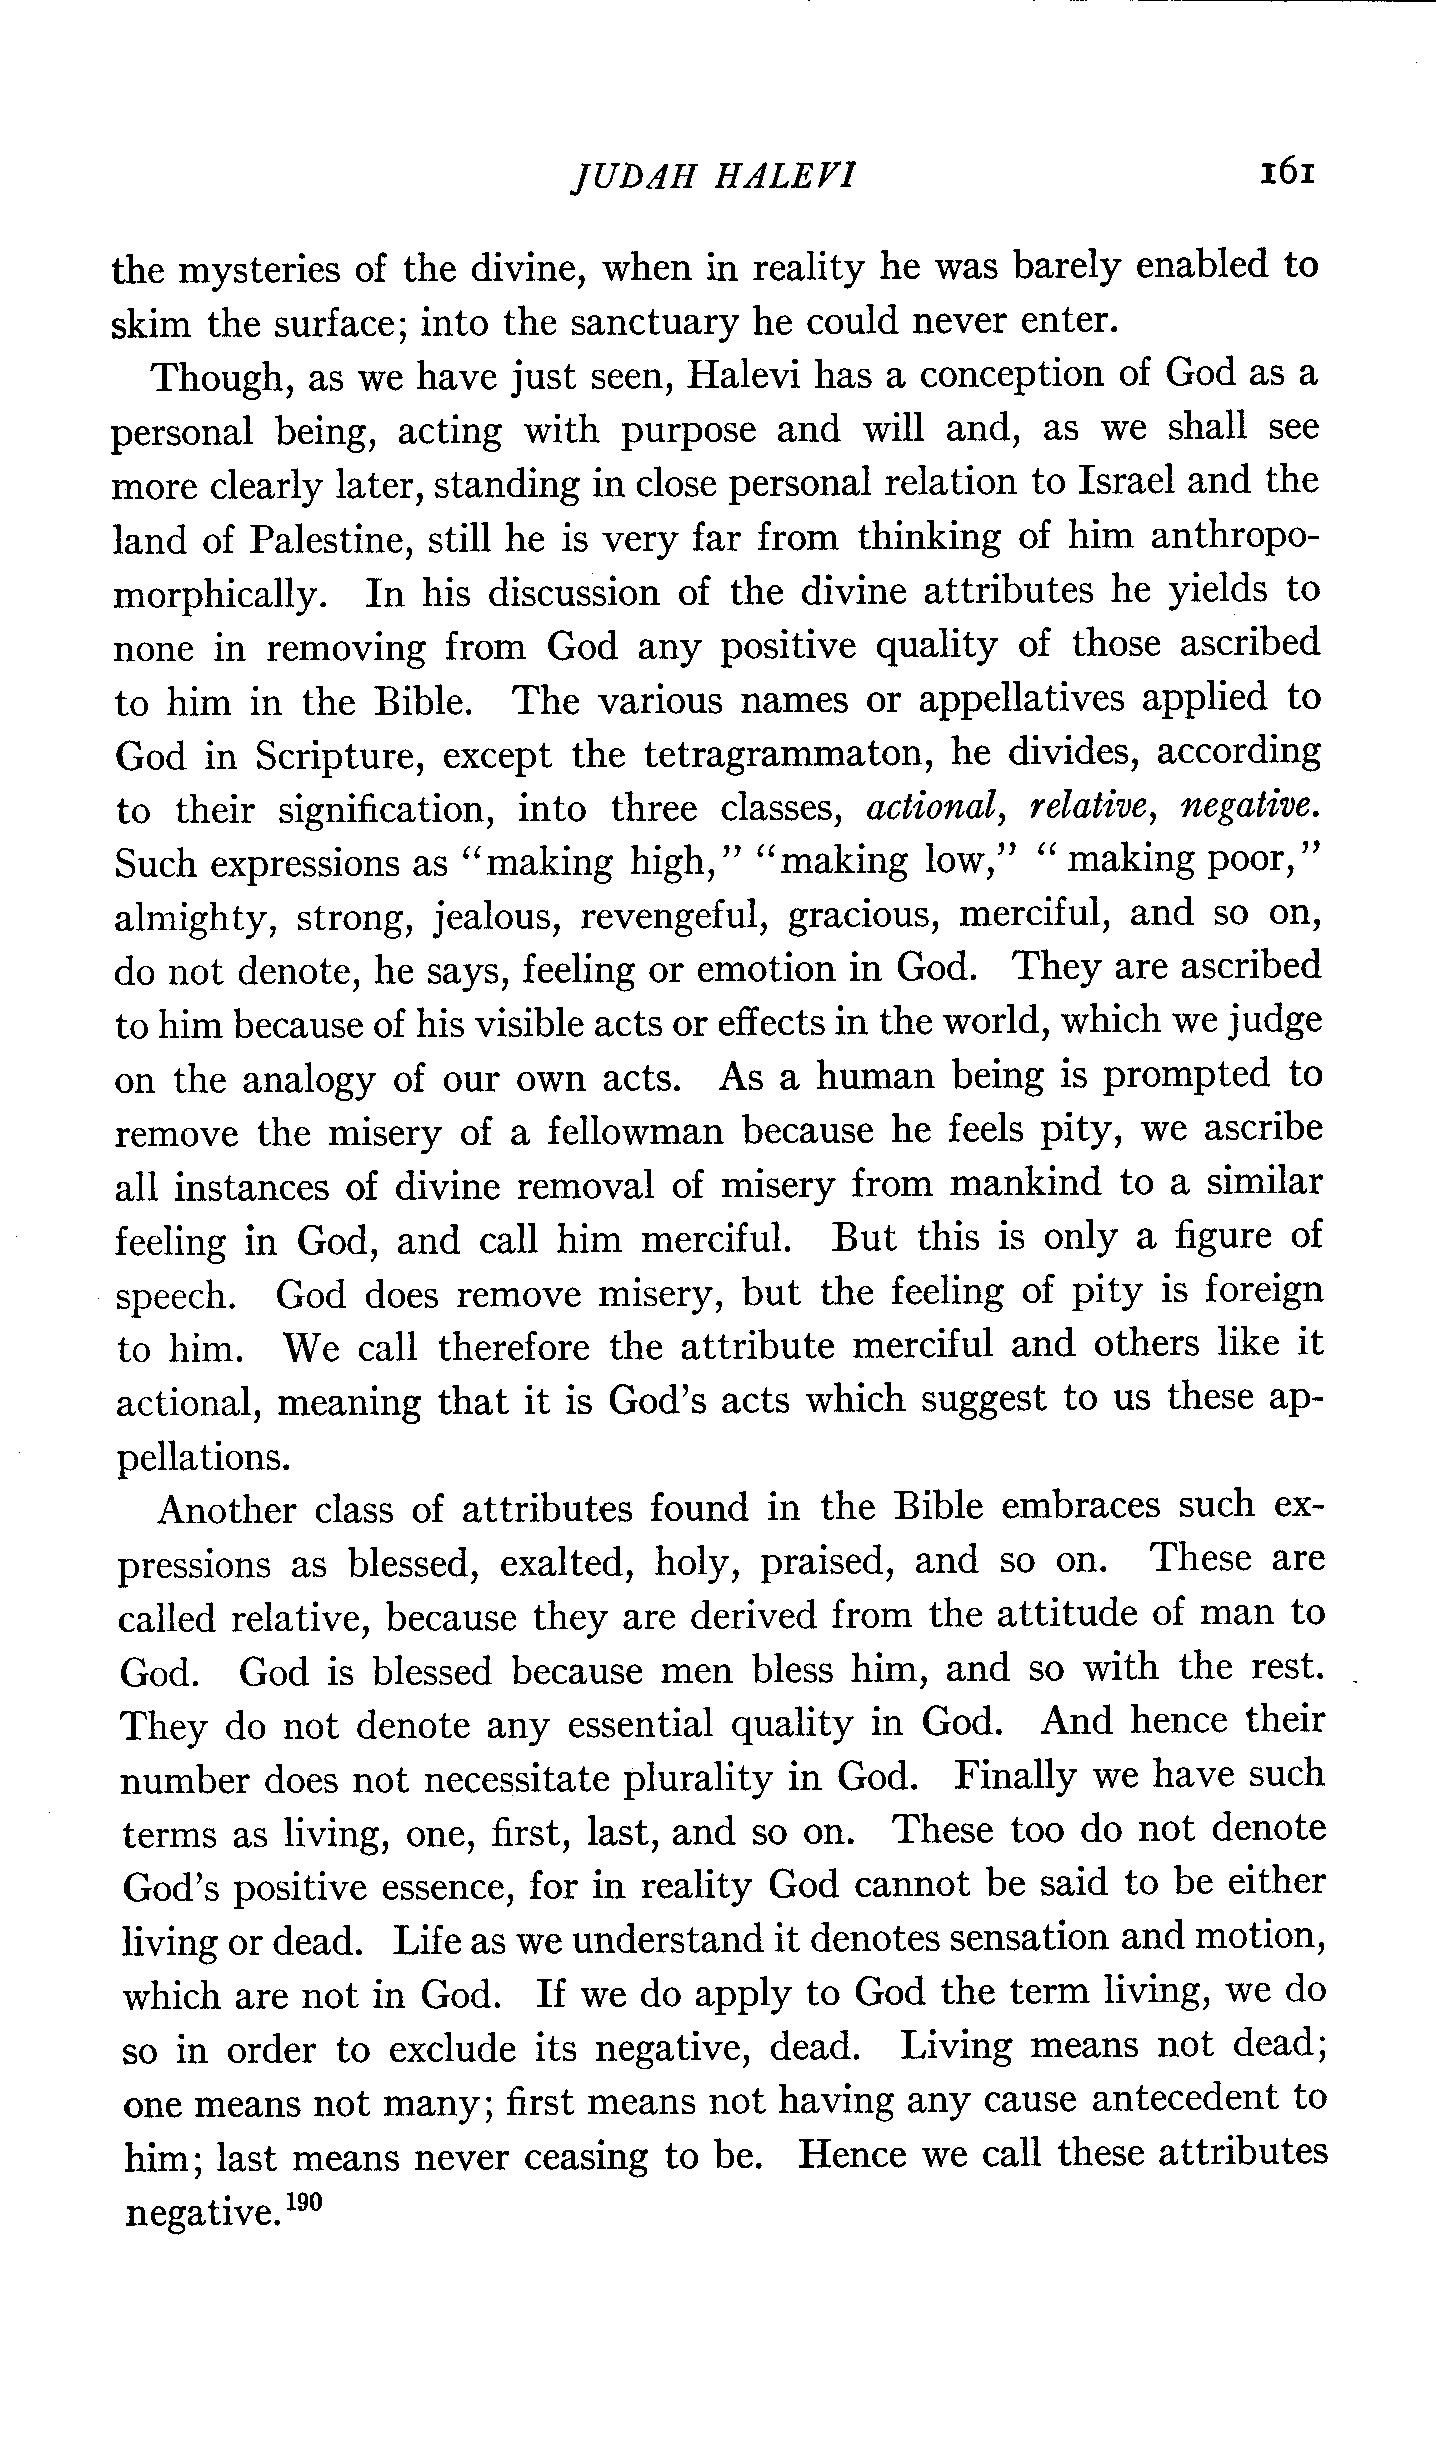 JUDAH HALEVI 161
the mysteries of the divine, when in reality he was barely enabled to
skim the surface; into the sanctuary he could never enter.
Though, as we have just seen, Halevi has a conception of God as a
personal being, acting with purpose and will and, as we shall see
more clearly later, standing in close personal relation to Israel and the
land of Palestine, still he is very far from thinking of him anthropo-
morphically. In his discussion of the divine attributes he yields to
none in removing from God any positive quality of those ascribed
to him in the Bible. The various names or appellatives applied to
God in Scripture, except the tetragrammaton, he divides, according
to their signification, into three classes, actional, relative, negative.
Such expressions as "making high," "making low," " making poor,"
almighty, strong, jealous, revengeful, gracious, merciful, and so on,
do not denote, he says, feeling or emotion in God. They are ascribed
to him because of his visible acts or effects in the world, which we judge
on the analogy of our own acts. As a human being is prompted to
remove the misery of a fellowman because he feels pity, we ascribe
all instances of divine removal of misery from mankind to a similar
feeling in God, and call him merciful. But this is only a figure of
speech. God does remove misery, but the feeling of pity is foreign
to him. We call therefore the attribute merciful and others like it
actional, meaning that it is God's acts which suggest to us these ap-
pellations.
Another class of attributes found in the Bible embraces such ex-
pressions as blessed, exalted, holy, praised, and so on. These are
called relative, because they are derived from the attitude of man to
God. God is blessed because men bless him, and so with the rest.
They do not denote any essential quality in God. And hence their
number does not necessitate plurality in God. Finally we have such
terms as living, one, first, last, and so on. These too do not denote
God's positive essence, for in reality God cannot be said to be either
living or dead. Life as we understand it denotes sensation and motion,
which are not in God. If we do apply to God the term living, we do
so in order to exclude its negative, dead. Living means not dead;
one means not many; first means not having any cause antecedent to
him; last means never ceasing to be. Hence we call these attributes
negative.¹⁹⁰